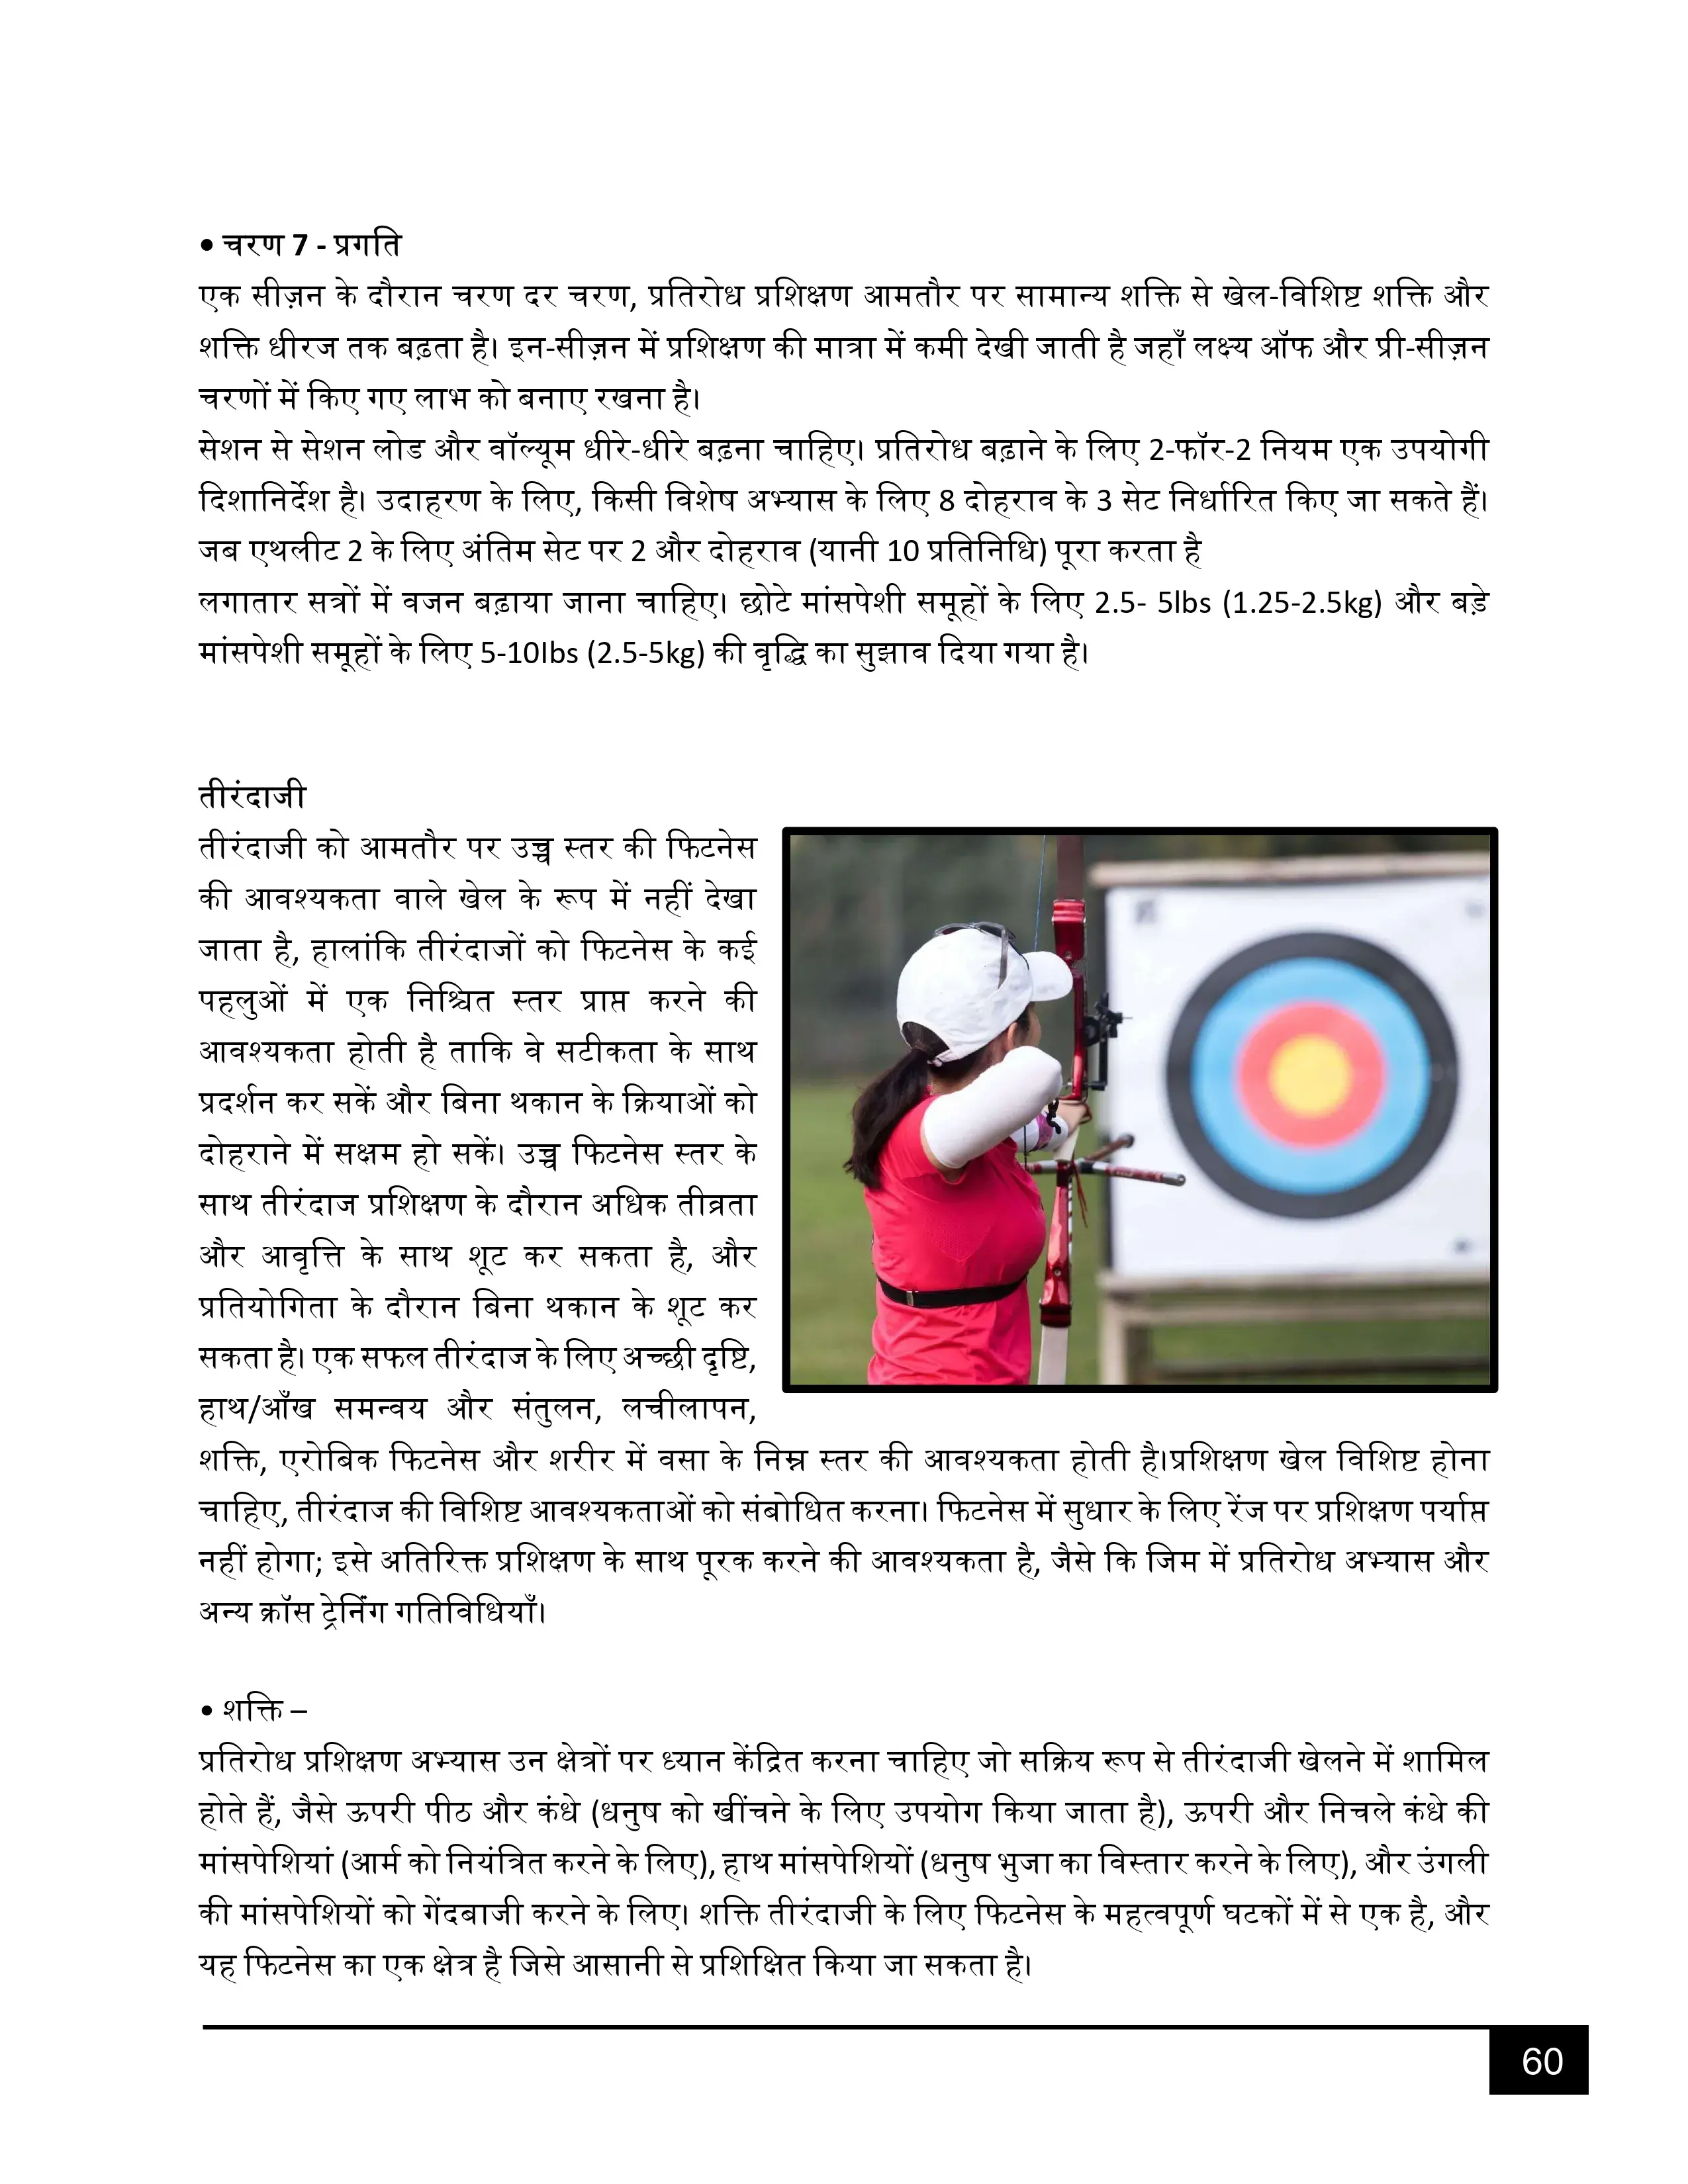 • चरण 7 - प्रगति
एक सीज़न के दौरान चरण दर चरण, प्रतिरोध प्रशिक्षण आमतौर पर सामान्य शक्ति से खेल-विशिष्ट शक्ति और
शक्ति धीरज तक बढ़ता है। इन-सीज़न में प्रशिक्षण की मात्रा में कमी देखी जाती है जहाँ लक्ष्य ऑफ और प्री-सीज़न
चरणों में किए गए लाभ को बनाए रखना है।
सेशन से सेशन लोड और वॉल्यूम धीरे-धीरे बढ़ना चाहिए। प्रतिरोध बढ़ाने के लिए 2-फॉर-2 नियम एक उपयोगी
दिशानिर्देश है। उदाहरण के लिए, किसी विशेष अभ्यास के लिए 8 दोहराव के 3 सेट निर्धारित किए जा सकते हैं।
जब एथलीट 2 के लिए अंतिम सेट पर 2 और दोहराव (यानी 10 प्रतिनिधि) पूरा करता है
लगातार सत्रों में वजन बढ़ाया जाना चाहिए। छोटे मांसपेशी समूहों के लिए 2.5- 5lbs (1.25-2.5kg) और बड़े
मांसपेशी समूहों के लिए 5-10Ibs (2.5-5kg) की वृद्धि का सुझाव दिया गया है।
तीरंदाजी
तीरंदाजी को आमतौर पर उच्च स्तर की फिटनेस
की आवश्यकता वाले खेल के रूप में नहीं देखा
जाता है, हालांकि तीरंदाजों को फिटनेस के कई
पहलुओं में एक निश्चित स्तर प्राप्त करने की
आवश्यकता होती है ताकि वे सटीकता के साथ
प्रदर्शन कर सकें और बिना थकान के क्रियाओं को
दोहराने में सक्षम हो सकें। उच्च फिटनेस स्तर के
साथ तीरंदाज प्रशिक्षण के दौरान अधिक तीव्रता
और आवृत्ति के साथ शूट कर सकता है, और
प्रतियोगिता के दौरान बिना थकान के शूट कर
सकता है। एक सफल तीरंदाज के लिए अच्छी दृष्टि,
हाथ/आँख समन्वय और संतुलन, लचीलापन,
शक्ति, एरोबिक फिटनेस और शरीर में वसा के निम्न स्तर की आवश्यकता होती है।प्रशिक्षण खेल विशिष्ट होना
चाहिए, तीरंदाज की विशिष्ट आवश्यकताओं को संबोधित करना। फिटनेस में सुधार के लिए रेंज पर प्रशिक्षण पर्याप्त
नहीं होगा; इसे अतिरिक्त प्रशिक्षण के साथ पूरक करने की आवश्यकता है, जैसे कि जिम में प्रतिरोध अभ्यास और
अन्य क्रॉस ट्रेनिंग गतिविधियाँ।
• शक्ति –
प्रतिरोध प्रशिक्षण अभ्यास उन क्षेत्रों पर ध्यान केंद्रित करना चाहिए जो सक्रिय रूप से तीरंदाजी खेलने में शामिल
होते हैं, जैसे ऊपरी पीठ और कंधे (धनुष को खींचने के लिए उपयोग किया जाता है), ऊपरी और निचले कंधे की
मांसपेशियां (आर्म को नियंत्रित करने के लिए), हाथ मांसपेशियों (धनुष भुजा का विस्तार करने के लिए), और उंगली
की मांसपेशियों को गेंदबाजी करने के लिए। शक्ति तीरंदाजी के लिए फिटनेस के महत्वपूर्ण घटकों में से एक है, और
यह फिटनेस का एक क्षेत्र है जिसे आसानी से प्रशिक्षित किया जा सकता है।
60